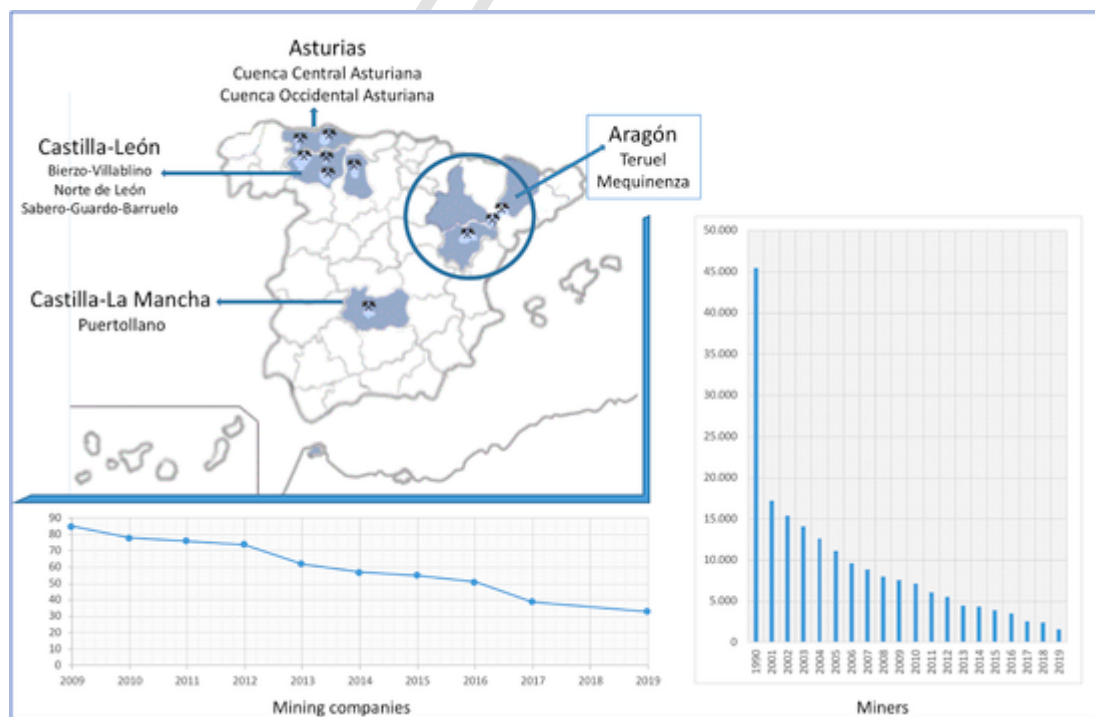 Asturias
Cuenca Central Asturiana
Cuenca Occidental Asturiana
Castilla-León
Bierzo-Villablino
Norte de León
Sabero-Guardo-Barruelo
Aragón
Teruel
Mequinenza
Castilla-La Mancha
Puertollano
90
80
70
60
50
40
30
20
10
0
2009 2010 2011 2012 2013 2014 2015 2016 2017 2018 2019
Mining companies
50.000
45.000
40.000
35.000
30.000
25.000
20.000
15.000
10.000
5.000
0
1990 2001 2002 2003 2004 2005 2006 2007 2008 2009 2010 2011 2012 2013 2014 2015 2016 2017 2018 2019
Miners